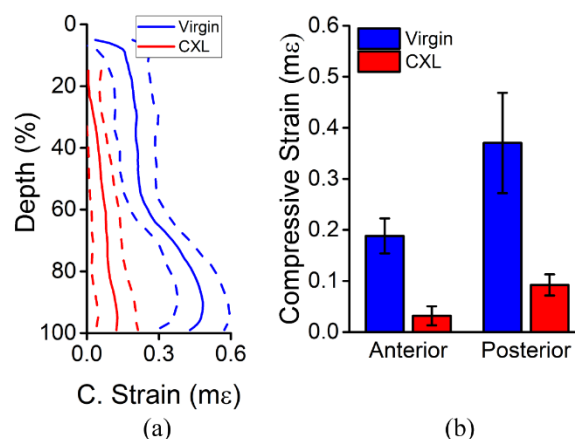 Virgin
CXL
0
20
40
60
80
100
Depth (%)
0.0
0.3
0.6
C. Strain (mε)
(a)
Virgin
CXL
0.6
0.5
0.4
0.3
0.2
0.1
0.0
Compressive Strain (mε)
Anterior
Posterior
(b)